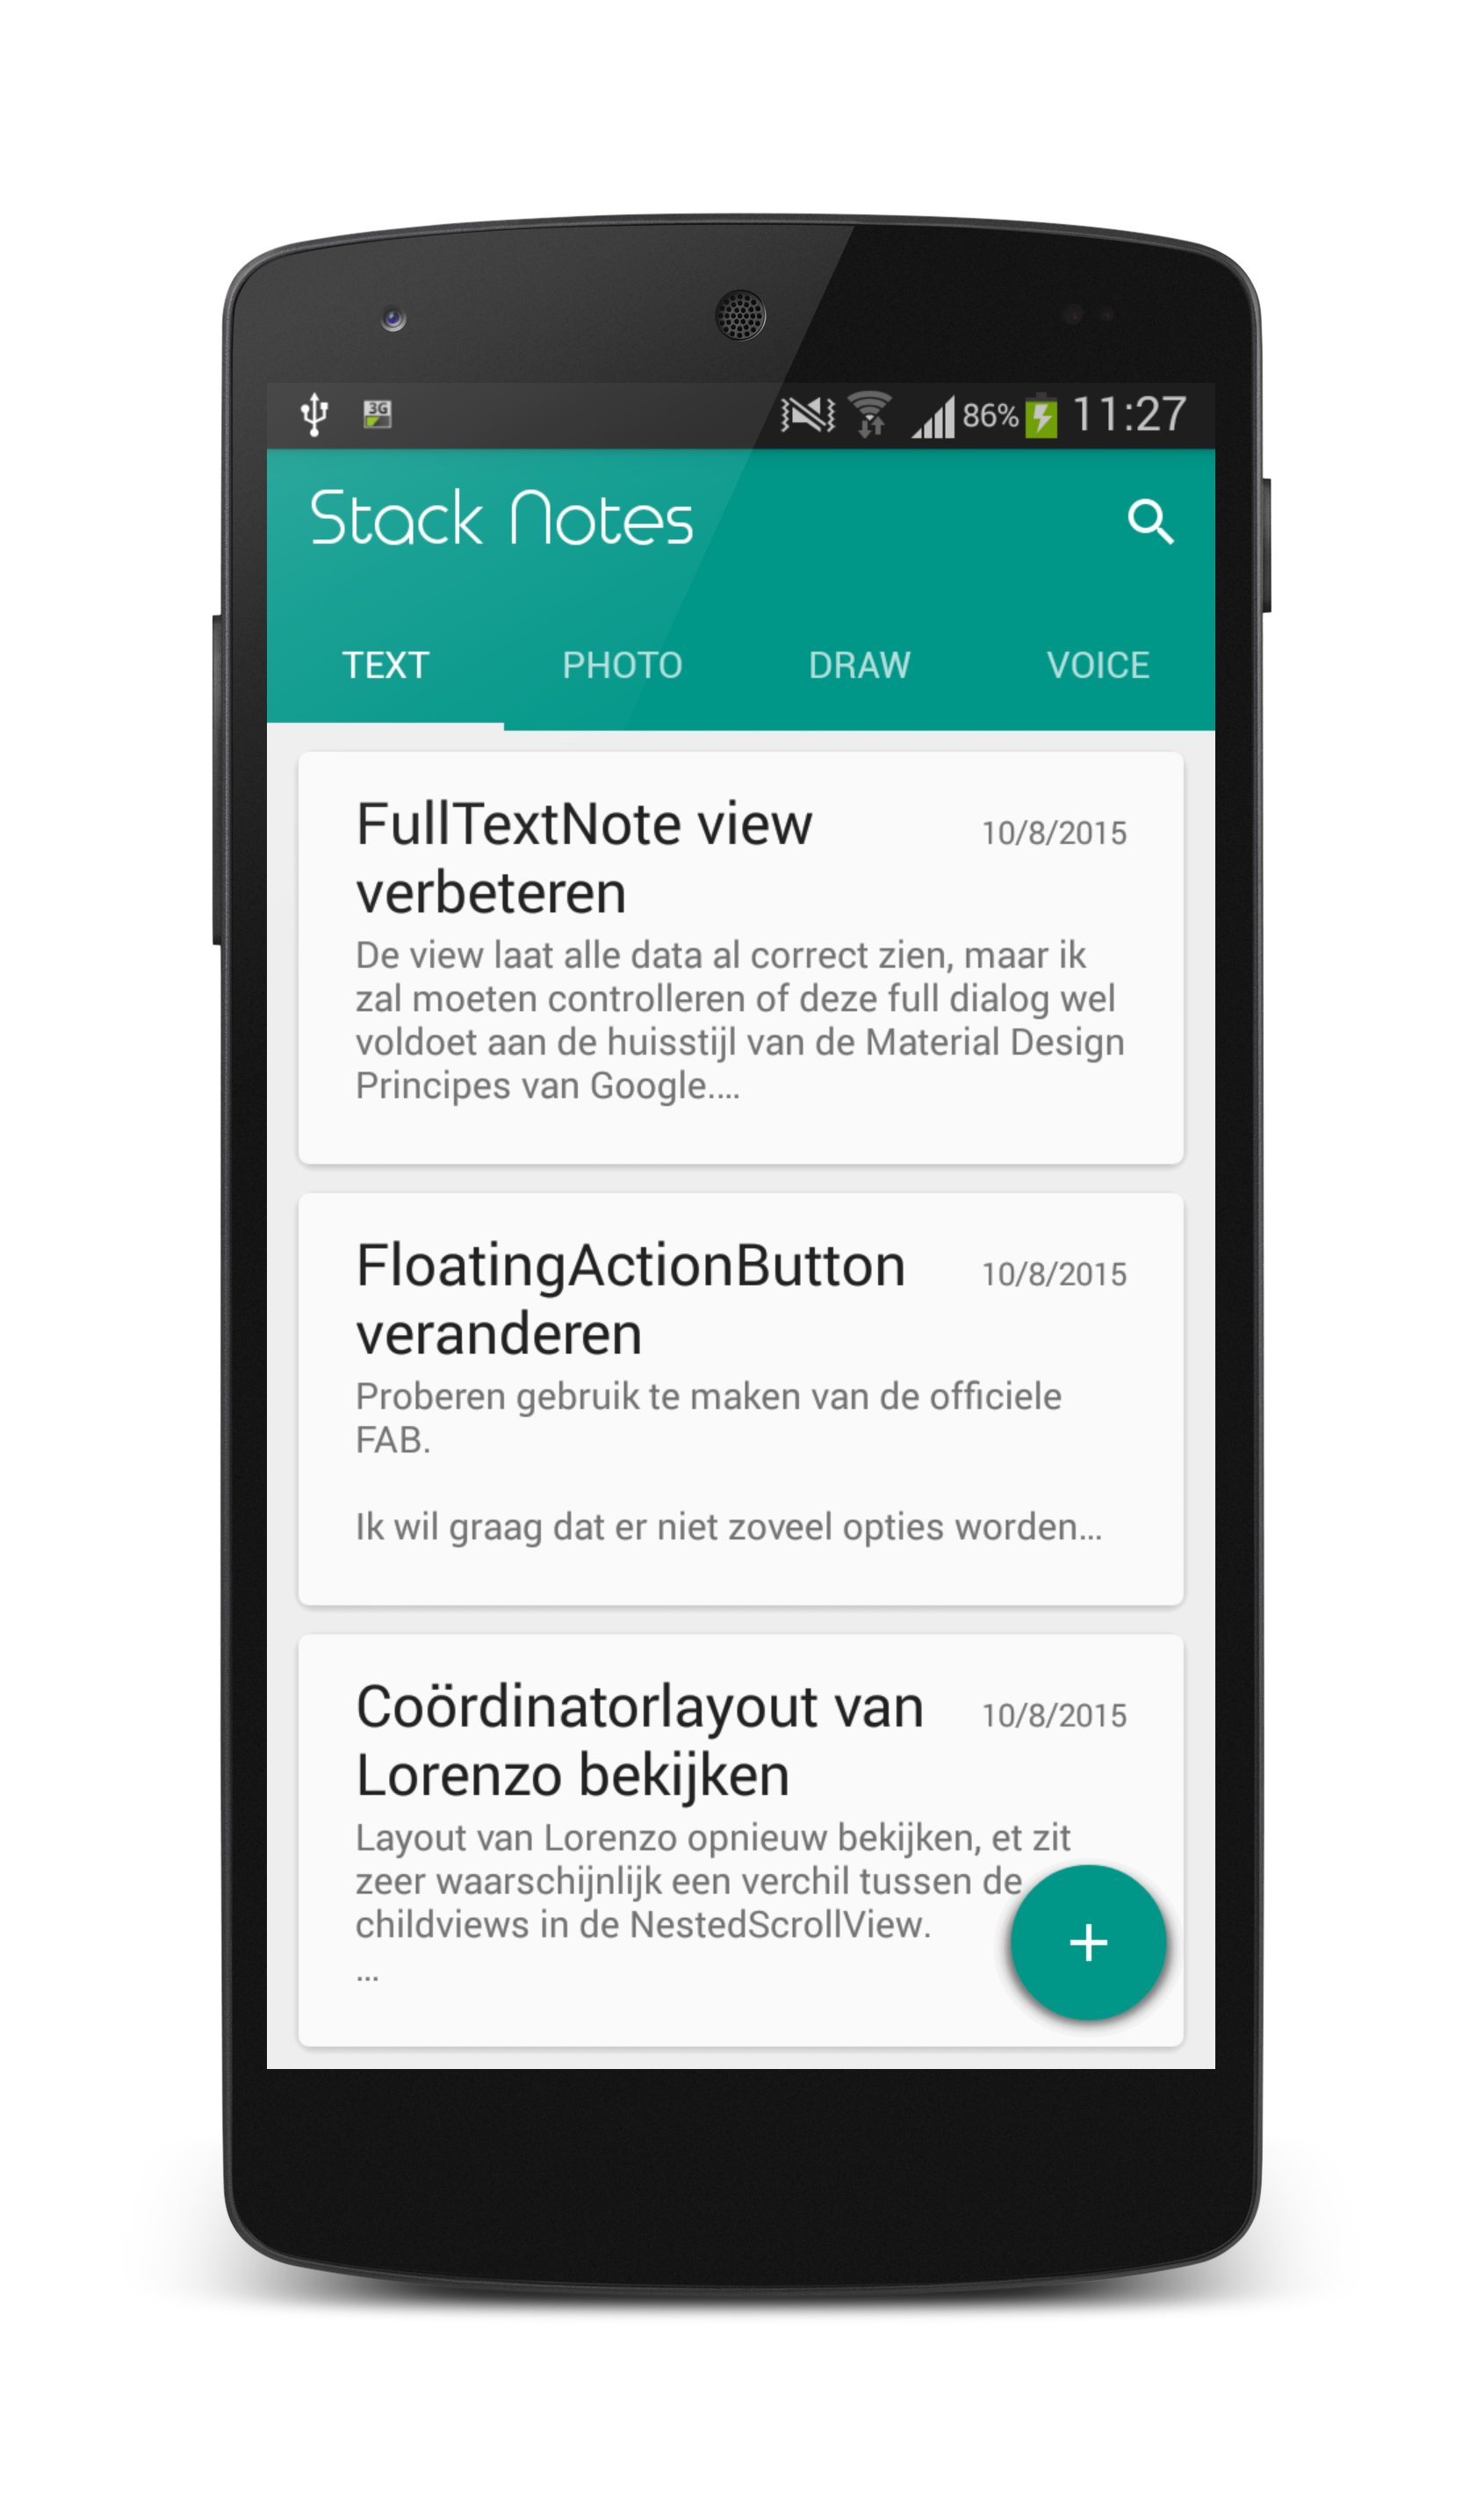 3G
86% 11:27
Stack Notes
TEXT PHOTO DRAW VOICE
FullTextNote view 10/8/2015
verbeteren
De view laat alle data al correct zien, maar ik
zal moeten controlleren of deze full dialog wel
voldoet aan de huisstijl van de Material Design
Principes van Google....
FloatingActionButton 10/8/2015
veranderen
Proberen gebruik te maken van de officiele
FAB.
Ik wil graag dat er niet zoveel opties worden...
Coördinatorlayout van 10/8/2015
Lorenzo bekijken
Layout van Lorenzo opnieuw bekijken, et zit
zeer waarschijnlijk een verchil tussen de
childviews in de NestedScrollView.
...
+